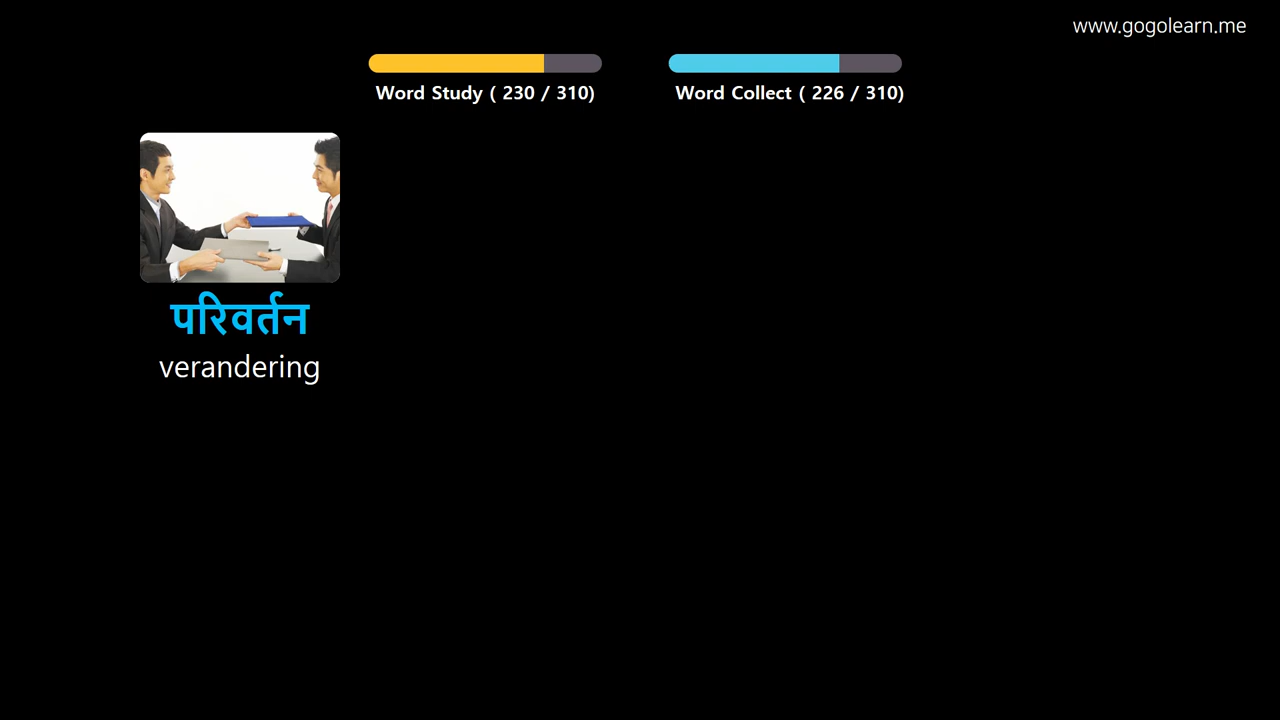 www.gogolearn.me
Word Study ( 230 / 310)
Word Collect ( 226 / 310)
परिवर्तन
verandering